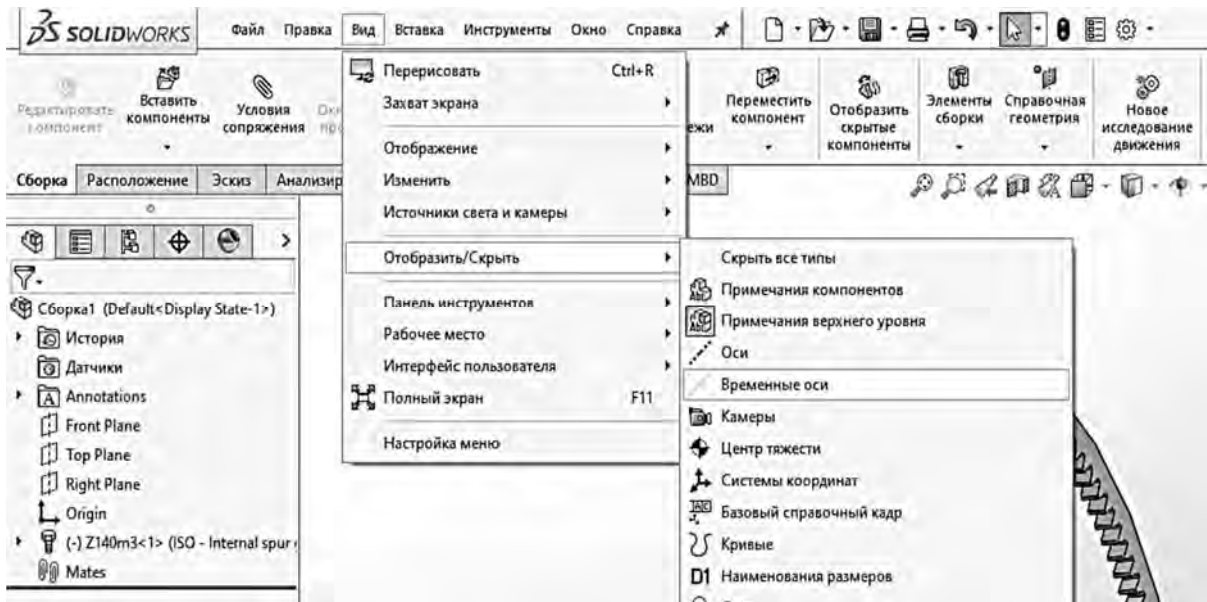 SOLIDWORKS
Файл Правка Вид Вставка Инструменты Окно Справка
Редактировать
компонент
Вставить
компоненты
Условия
сопряжения
Переместить
компонент
Отобразить
скрытые
компоненты
Элементы
сборки
Справочная
геометрия
Новое
исследование
движения
Сборка Расположение Эскиз
MBD
Перерисовать Ctrl+R
Захват экрана
Отображение
Изменить
Источники света и камеры
Отобразить/Скрыть
Панель инструментов
Рабочее место
Интерфейс пользователя
Полный экран F11
Настройка меню
Скрыть все типы
Примечания компонентов
Примечания верхнего уровня
Оси
Временные оси
Камеры
Центр тяжести
Системы координат
Базовый справочный кадр
Кривые
D1 Наименования размеров
Сборка1 (Default<Display State-1>)
История
Датчики
Annotations
Front Plane
Top Plane
Right Plane
Origin
(-) Z140m3<1> (ISO - Internal spur
Mates